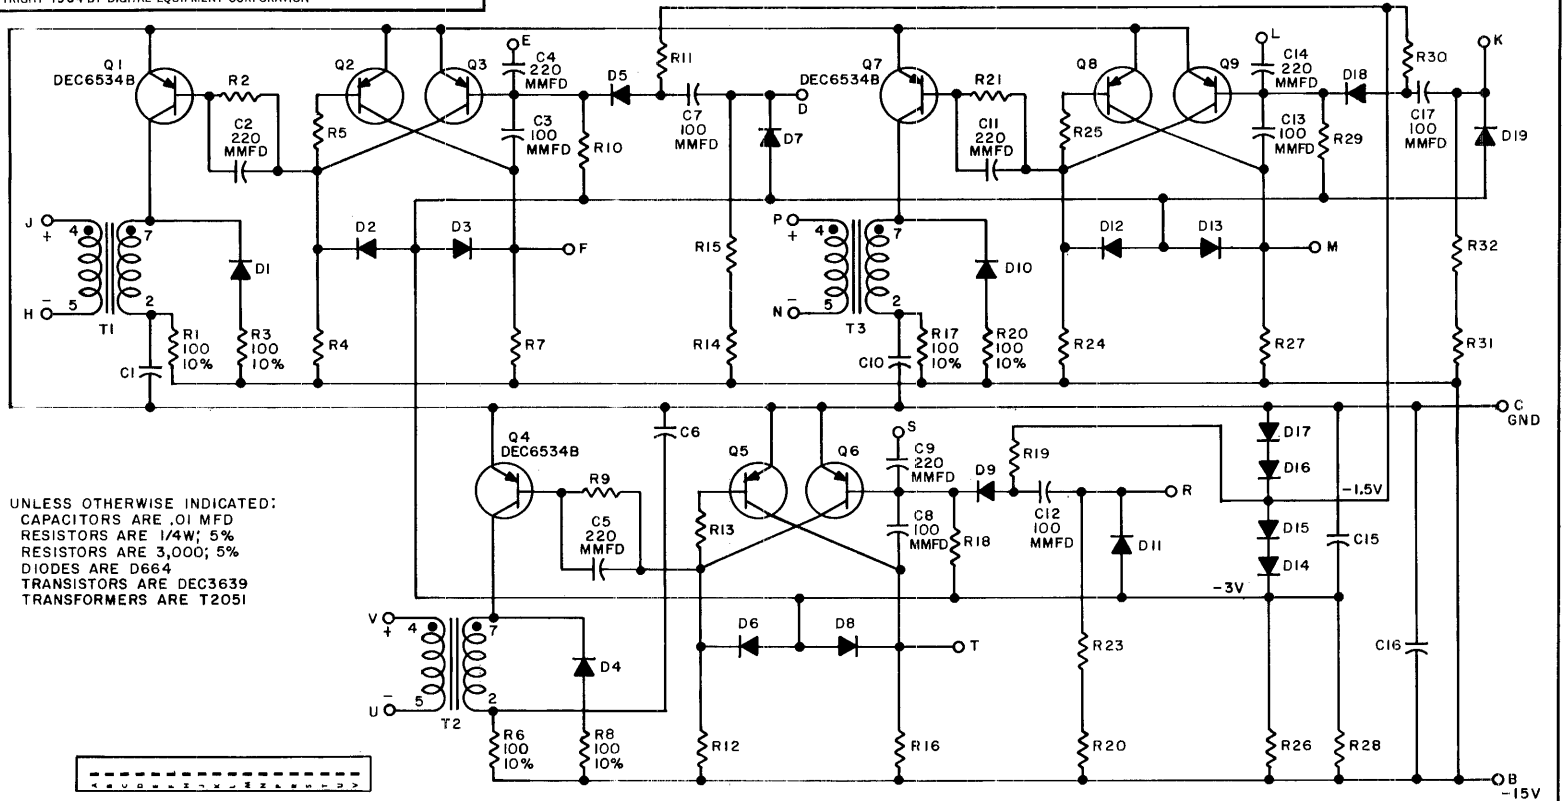 TRIGHT 1964 BY DIGITAL EQUIPMENT CORPORATION
Q1
DEC6534B
R2
C2
220
MMFD
Q2
Q3
R5
E
C4
220
MMFD
C3
100
MMFD
D5
R10
R11
C7
100
MMFD
D
D7
Q7
DEC6534B
R21
C11
220
MMFD
Q8
Q9
R25
L
C14
220
MMFD
C13
100
MMFD
D18
R29
R30
C17
100
MMFD
K
D19
J
+
4
7
H
–
5
2
T1
D1
C1
R1
100
10%
R3
100
10%
D2
D3
F
R4
R7
R15
R14
P
+
4
7
N
–
5
2
T3
D10
C10
R17
100
10%
R20
100
10%
D12
D13
M
R24
R27
R32
R31
C
GND
Q4
DEC6534B
R9
C5
220
MMFD
C6
Q5
Q6
R13
S
C9
220
MMFD
C8
100
MMFD
D9
R18
R19
C12
100
MMFD
R
D11
D17
D16
–1.5V
D15
D14
–3V
C15
UNLESS OTHERWISE INDICATED:
CAPACITORS ARE .01 MFD
RESISTORS ARE 1/4W; 5%
RESISTORS ARE 3,000; 5%
DIODES ARE D664
TRANSISTORS ARE DEC3639
TRANSFORMERS ARE T2051
V
+
4
7
U
–
5
2
T2
D4
R6
100
10%
R8
100
10%
D6
D8
T
R12
R16
R23
R20
R26
R28
C16
B
–15V
A B C D E F H J K L M N P R S T U V